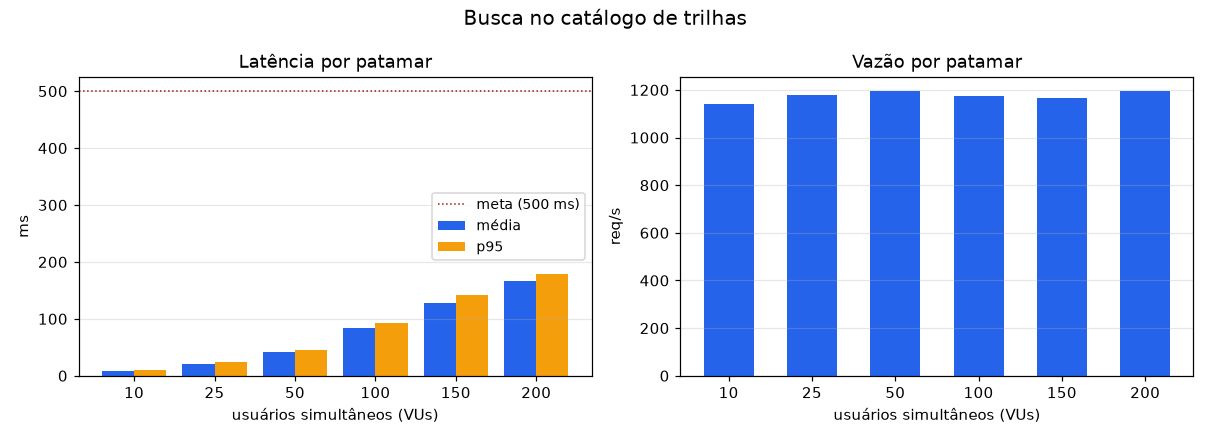 Busca no catálogo de trilhas
Latência por patamar
500
400
300
200
100
0
ms
meta (500 ms)
média
p95
10 25 50 100 150 200
usuários simultâneos (VUs)
Vazão por patamar
1200
1000
800
600
400
200
0
req/s
10 25 50 100 150 200
usuários simultâneos (VUs)